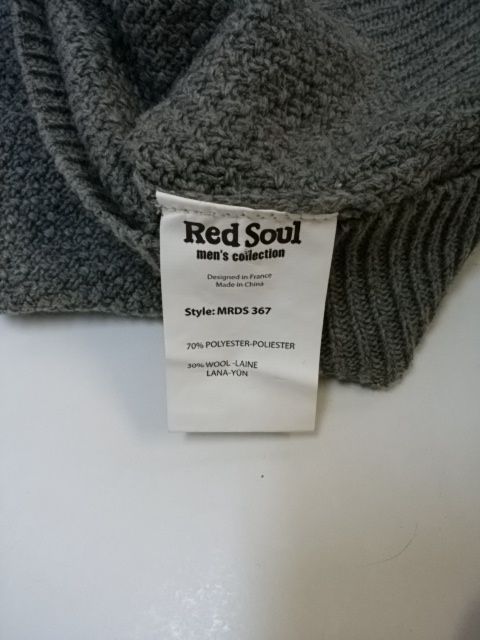 Red Soul
men's collection
Designed in France
Made in China
Style: MRDS 367
70% POLYESTER-POLIESTER
30% WOOL-LAINE
LANA-YÜN